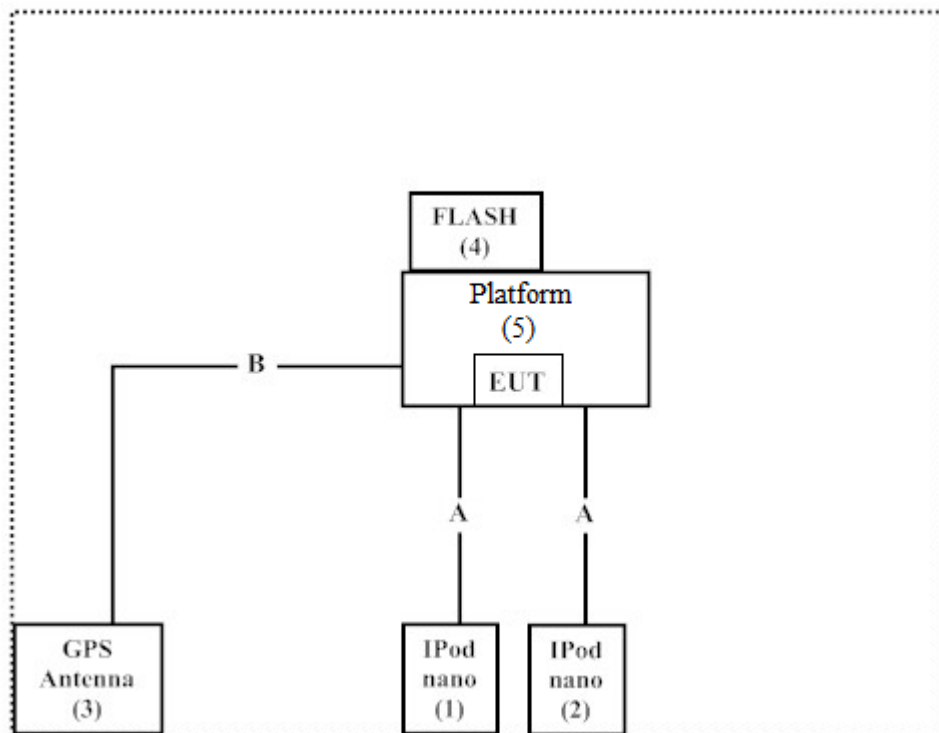 FLASH
(4)
Platform
(5)
B
EUT
A
A
GPS
Antenna
(3)
IPod
nano
(1)
IPod
nano
(2)